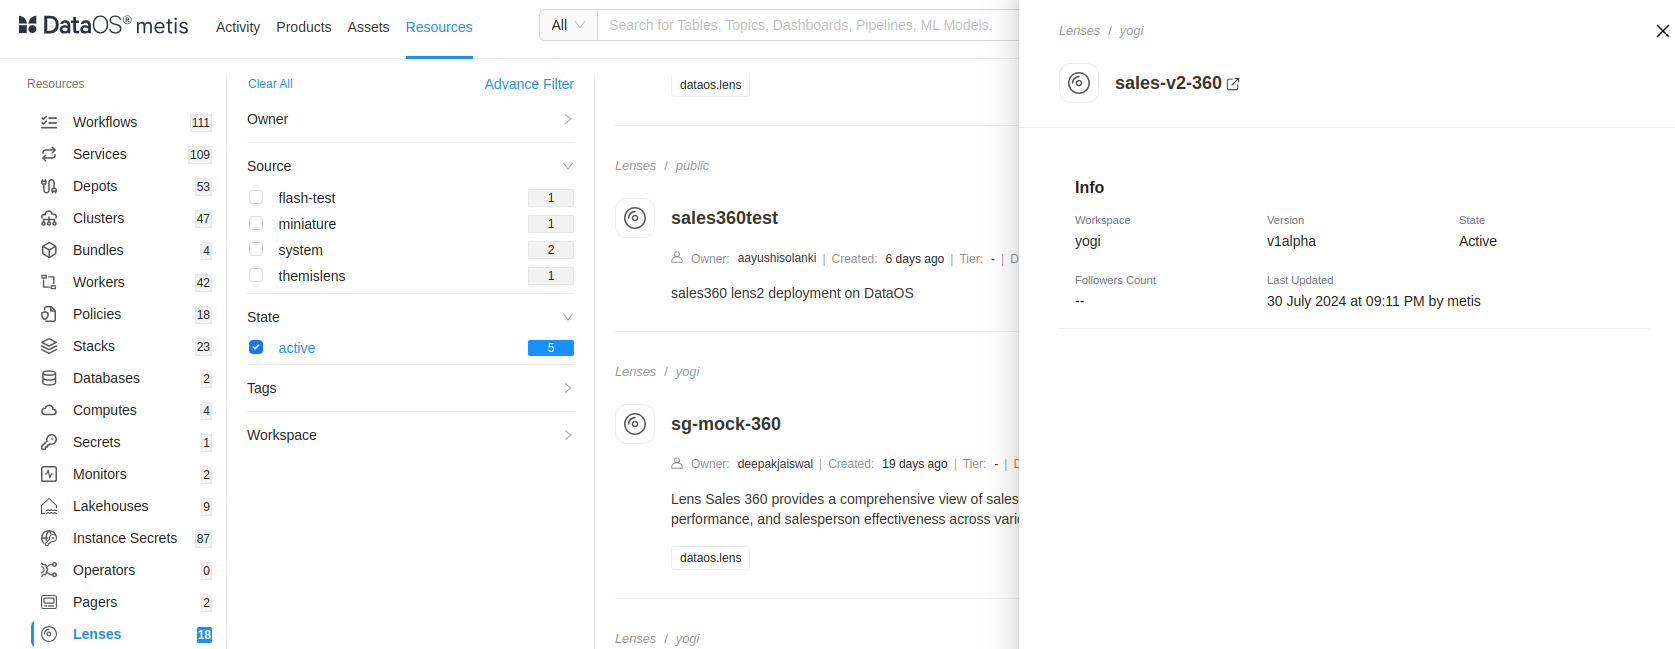 DataOS® metis
Activity Products Assets Resources
All Search for Tables, Topics, Dashboards, Pipelines, ML Models.
Resources
Workflows 111
Services 109
Depots 53
Clusters 47
Bundles 4
Workers 42
Policies 18
Stacks 23
Databases 2
Computes 4
Secrets 1
Monitors 2
Lakehouses 9
Instance Secrets 87
Operators 0
Pagers 2
Lenses 18
Clear All Advance Filter
Owner
Source
flash-test 1
miniature 1
system 2
themislens 1
State
active 5
Tags
Workspace
dataos.lens
Lenses / public
sales360test
Owner: aayushisolanki | Created: 6 days ago | Tier: - | D
sales360 lens2 deployment on DataOS
Lenses / yogi
sg-mock-360
Owner: deepakjaiswal | Created: 19 days ago | Tier: - |
Lens Sales 360 provides a comprehensive view of sales
performance, and salesperson effectiveness across
dataos.lens
Lenses / yogi
Lenses / yogi
sales-v2-360
Info
Workspace Version State
yogi v1alpha Active
Followers Count Last Updated
-- 30 July 2024 at 09:11 PM by metis